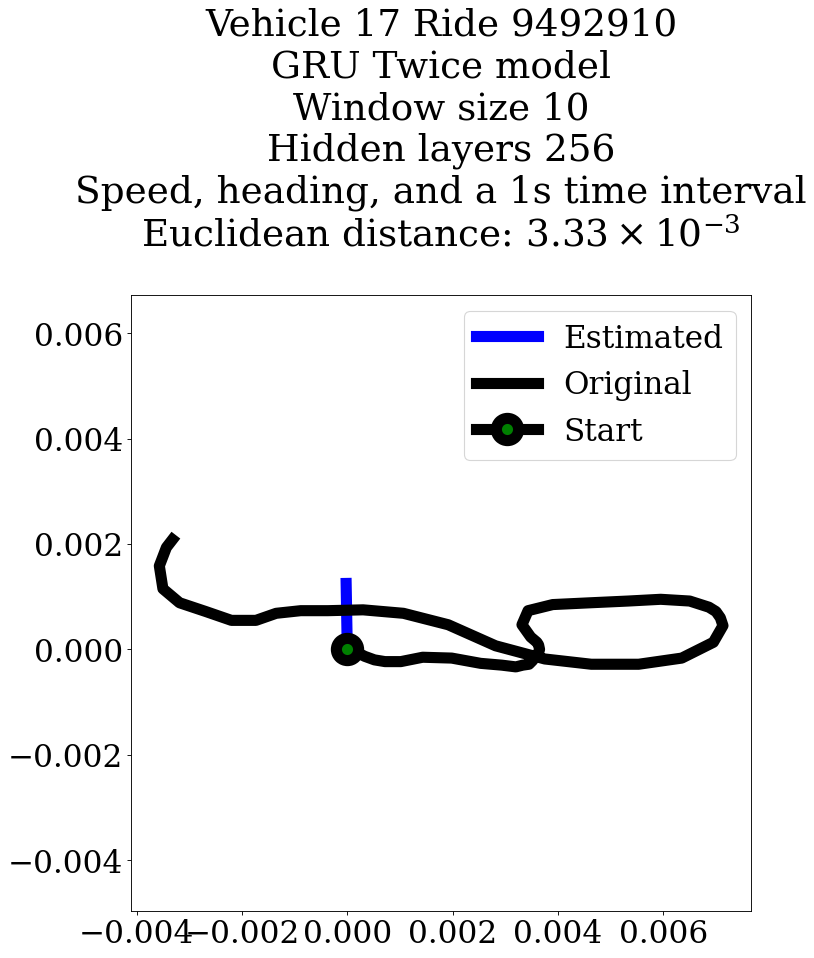 Vehicle 17 Ride 9492910
GRU Twice model
Window size 10
Hidden layers 256
Speed, heading, and a 1s time interval
Euclidean distance: 3.33 × 10⁻³
Estimated
Original
Start
0.006
0.004
0.002
0.000
−0.002
−0.004
−0.004 −0.002 0.000 0.002 0.004 0.006